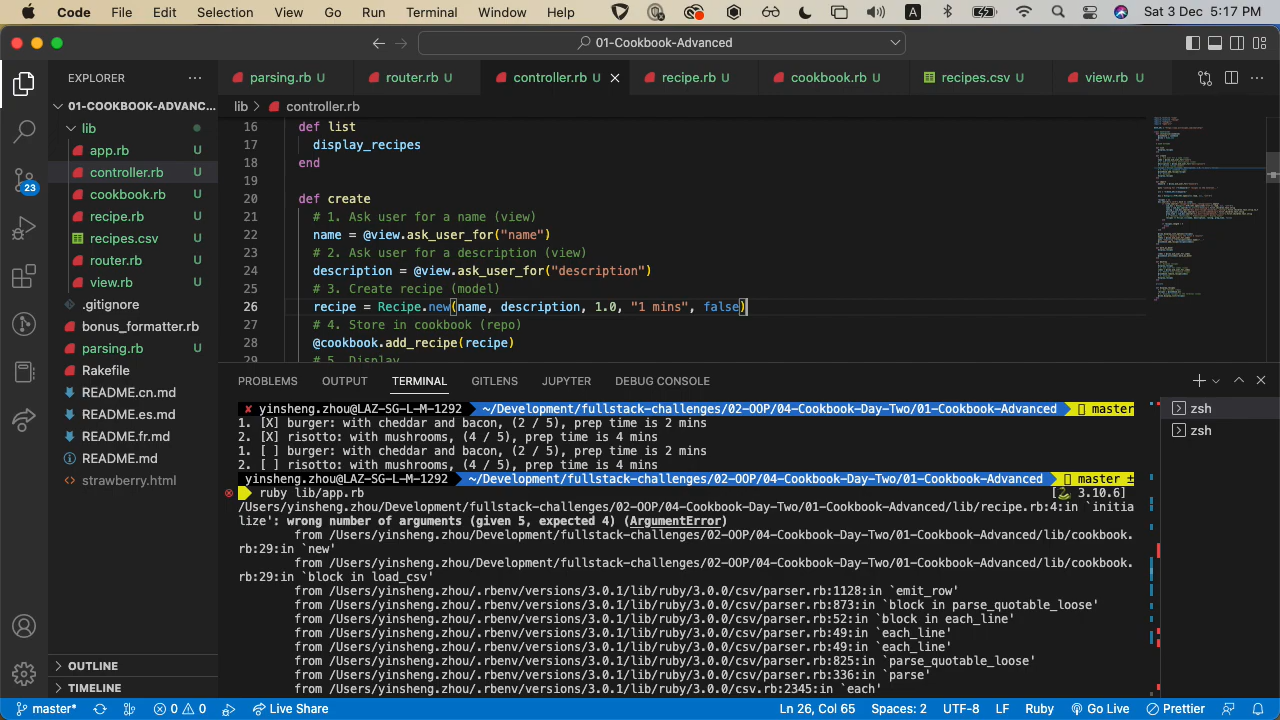 Code File Edit Selection View Go Run Terminal Window Help A Sat 3 Dec 5:17 PM
01-Cookbook-Advanced
EXPLORER ··· parsing.rb U router.rb U controller.rb U recipe.rb U cookbook.rb U recipes.csv U view.rb U ···
lib > controller.rb
01-COOKBOOK-ADVANC...
lib
app.rb U
controller.rb U
cookbook.rb U
recipe.rb U
recipes.csv U
router.rb U
view.rb U
.gitignore
bonus_formatter.rb
parsing.rb U
Rakefile
README.cn.md
README.es.md
README.fr.md
README.md
strawberry.html
OUTLINE
TIMELINE
23
16 def list
17 display_recipes
18 end
19
20 def create
21 # 1. Ask user for a name (view)
22 name = @view.ask_user_for("name")
23 # 2. Ask user for a description (view)
24 description = @view.ask_user_for("description")
25 # 3. Create recipe (model)
26 recipe = Recipe.new(name, description, 1.0, "1 mins", false)
27 # 4. Store in cookbook (repo)
28 @cookbook.add_recipe(recipe)
29 # 5. Display
PROBLEMS OUTPUT TERMINAL GITLENS JUPYTER DEBUG CONSOLE
✘ yinsheng.zhou@LAZ-SG-L-M-1292 ~/Development/fullstack-challenges/02-OOP/04-Cookbook-Day-Two/01-Cookbook-Advanced master
1. [X] burger: with cheddar and bacon, (2 / 5), prep time is 2 mins
2. [X] risotto: with mushrooms, (4 / 5), prep time is 4 mins
1. [ ] burger: with cheddar and bacon, (2 / 5), prep time is 2 mins
2. [ ] risotto: with mushrooms, (4 / 5), prep time is 4 mins
yinsheng.zhou@LAZ-SG-L-M-1292 ~/Development/fullstack-challenges/02-OOP/04-Cookbook-Day-Two/01-Cookbook-Advanced master ±
ruby lib/app.rb [🐍 3.10.6]
/Users/yinsheng.zhou/Development/fullstack-challenges/02-OOP/04-Cookbook-Day-Two/01-Cookbook-Advanced/lib/recipe.rb:4:in `initia
lize': wrong number of arguments (given 5, expected 4) (ArgumentError)
from /Users/yinsheng.zhou/Development/fullstack-challenges/02-OOP/04-Cookbook-Day-Two/01-Cookbook-Advanced/lib/cookbook.
rb:29:in `new'
from /Users/yinsheng.zhou/Development/fullstack-challenges/02-OOP/04-Cookbook-Day-Two/01-Cookbook-Advanced/lib/cookbook.
rb:29:in `block in load_csv'
from /Users/yinsheng.zhou/.rbenv/versions/3.0.1/lib/ruby/3.0.0/csv/parser.rb:1128:in `emit_row'
from /Users/yinsheng.zhou/.rbenv/versions/3.0.1/lib/ruby/3.0.0/csv/parser.rb:873:in `block in parse_quotable_loose'
from /Users/yinsheng.zhou/.rbenv/versions/3.0.1/lib/ruby/3.0.0/csv/parser.rb:52:in `block in each_line'
from /Users/yinsheng.zhou/.rbenv/versions/3.0.1/lib/ruby/3.0.0/csv/parser.rb:49:in `each_line'
from /Users/yinsheng.zhou/.rbenv/versions/3.0.1/lib/ruby/3.0.0/csv/parser.rb:49:in `each_line'
from /Users/yinsheng.zhou/.rbenv/versions/3.0.1/lib/ruby/3.0.0/csv/parser.rb:825:in `parse_quotable_loose'
from /Users/yinsheng.zhou/.rbenv/versions/3.0.1/lib/ruby/3.0.0/csv/parser.rb:336:in `parse'
from /Users/yinsheng.zhou/.rbenv/versions/3.0.1/lib/ruby/3.0.0/csv.rb:2345:in `each'
zsh
zsh
master* 0 0 Live Share Ln 26, Col 65 Spaces: 2 UTF-8 LF Ruby Go Live Prettier